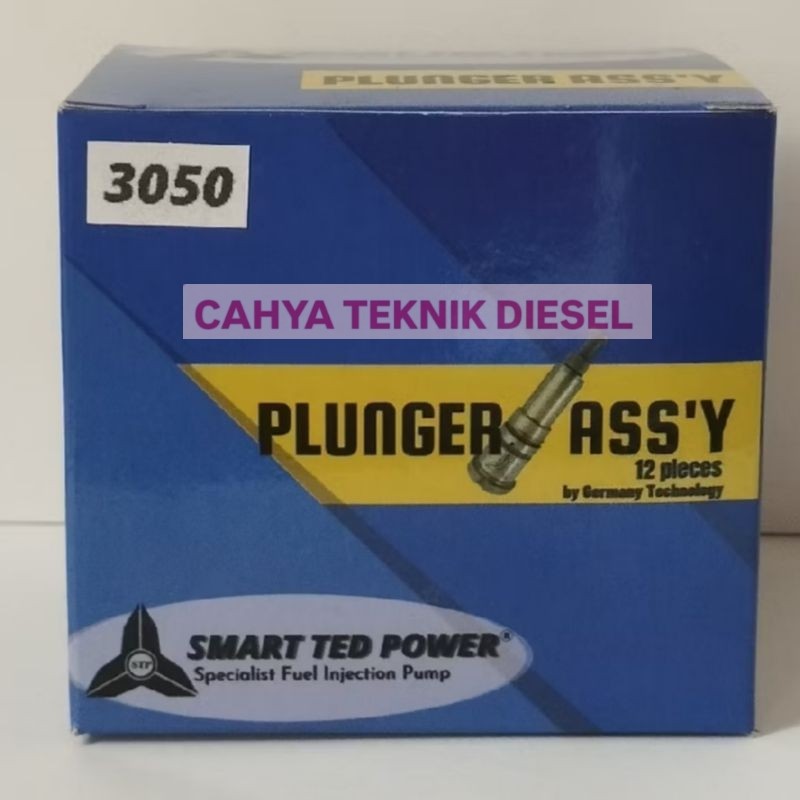 PLUNGER ASS'Y
3050
CAHYA TEKNIK DIESEL
PLUNGER ASS'Y
12 pieces
by Germany Technology
STP
SMART TED POWER®
Specialist Fuel Injection Pump